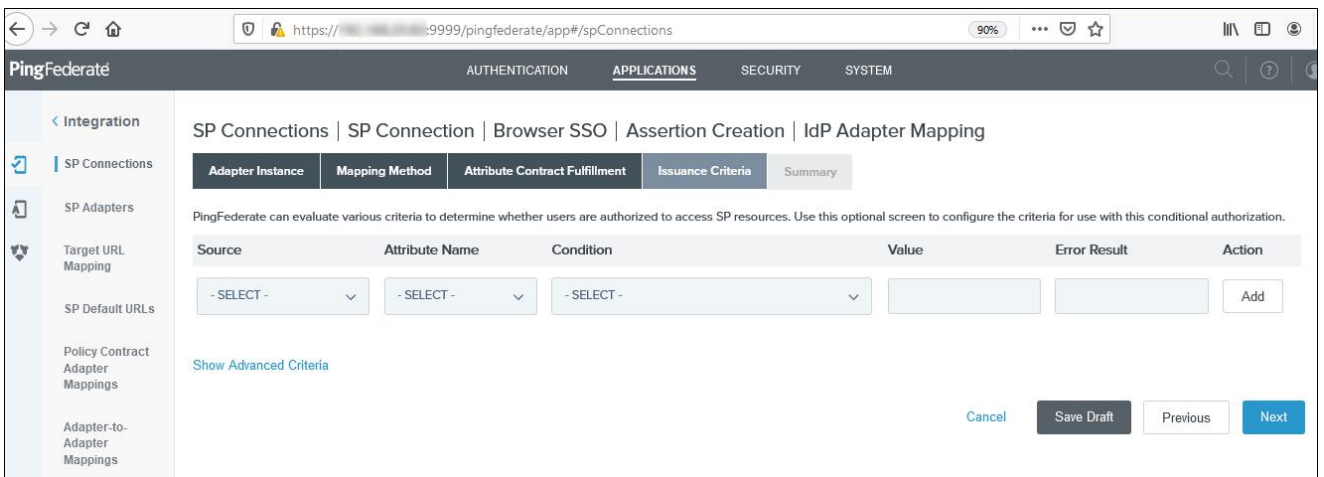 https:// :9999/pingfederate/app#/spConnections 90%
PingFederate AUTHENTICATION APPLICATIONS SECURITY SYSTEM
< Integration
SP Connections
SP Adapters
Target URL
Mapping
SP Default URLs
Policy Contract
Adapter
Mappings
Adapter-to-
Adapter
Mappings
SP Connections | SP Connection | Browser SSO | Assertion Creation | IdP Adapter Mapping
Adapter Instance Mapping Method Attribute Contract Fulfillment Issuance Criteria Summary
PingFederate can evaluate various criteria to determine whether users are authorized to access SP resources. Use this optional screen to configure the criteria for use with this conditional authorization.
Source Attribute Name Condition Value Error Result Action
- SELECT - - SELECT - - SELECT - Add
Show Advanced Criteria
Cancel Save Draft Previous Next